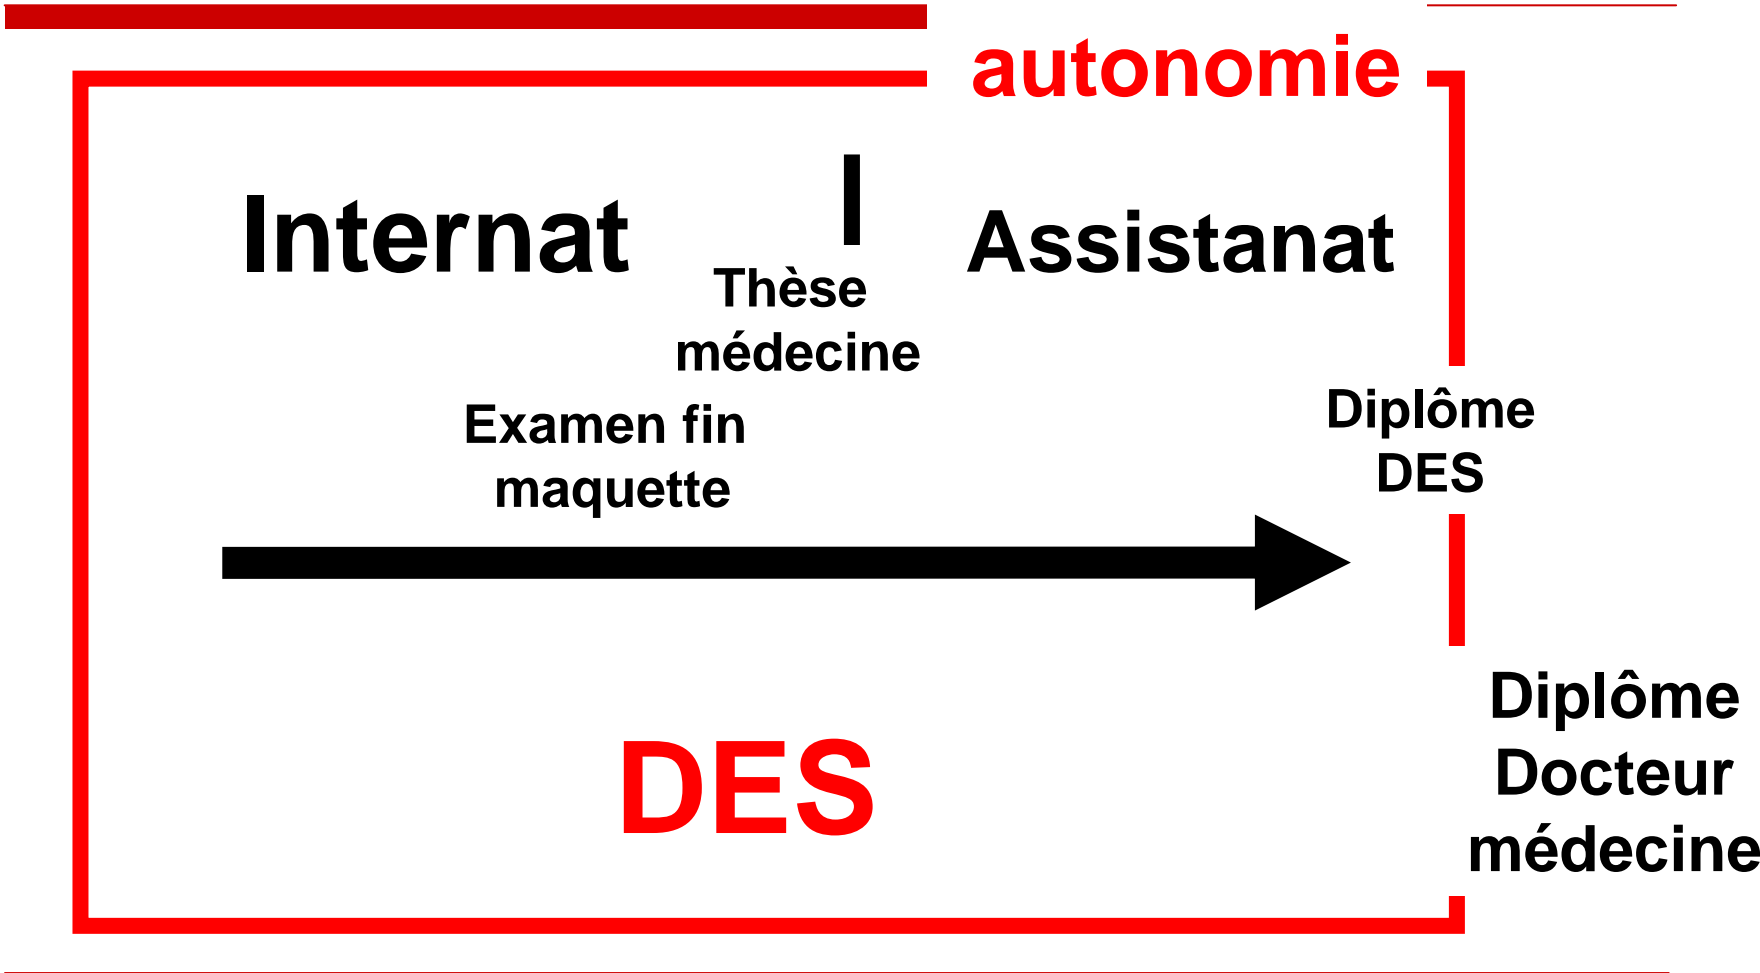 autonomie
Internat
I
Assistanat
Thèse
médecine
Examen fin
maquette
Diplôme
DES
DES
Diplôme
Docteur
médecine